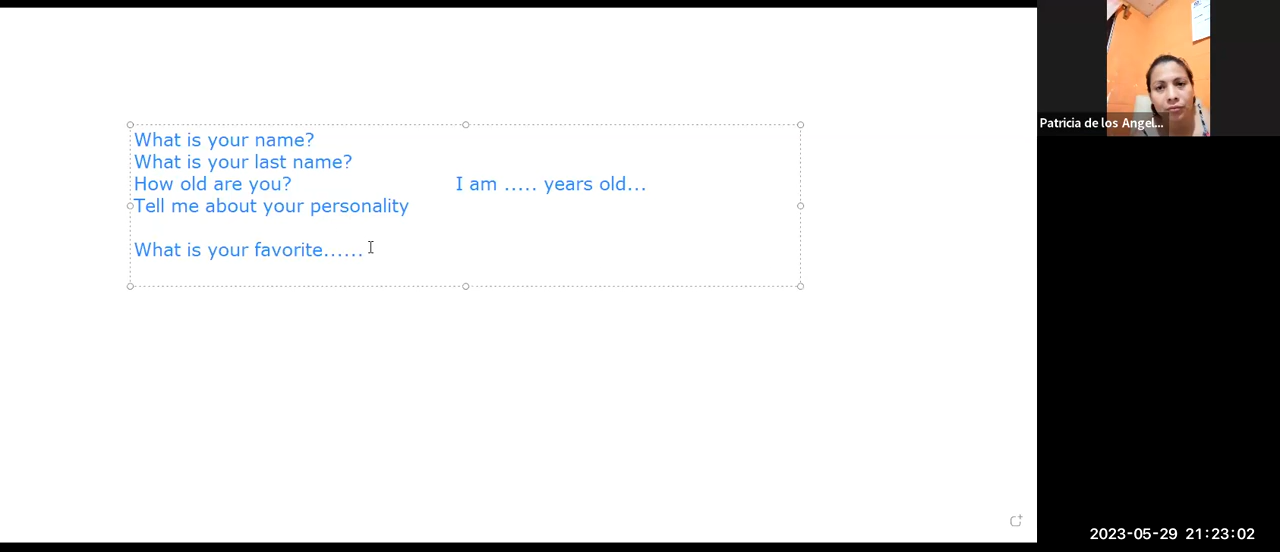 What is your name?
What is your last name?
How old are you? I am ..... years old...
Tell me about your personality
What is your favorite......
Patricia de los Angel...
2023-05-29 21:23:02